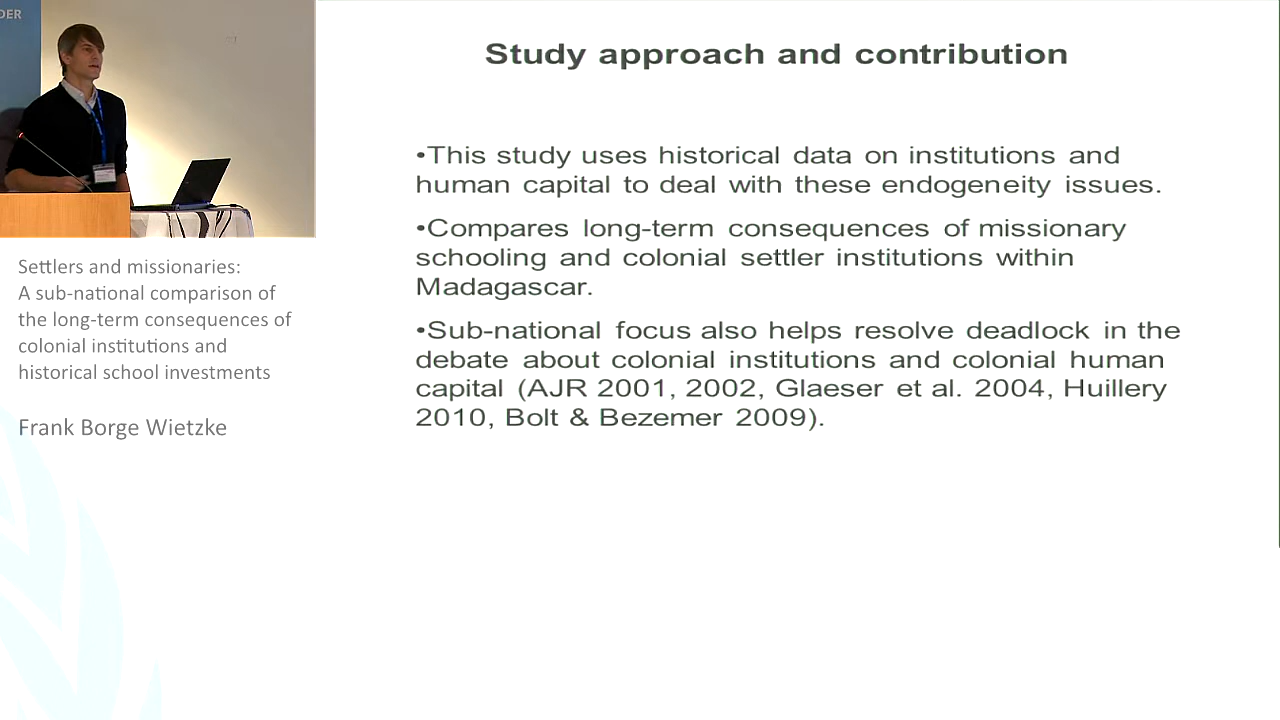 DER
Settlers and missionaries:
A sub-national comparison of
the long-term consequences of
colonial institutions and
historical school investments
Frank Borge Wietzke
Study approach and contribution
•This study uses historical data on institutions and
human capital to deal with these endogeneity issues.
•Compares long-term consequences of missionary
schooling and colonial settler institutions within
Madagascar.
•Sub-national focus also helps resolve deadlock in the
debate about colonial institutions and colonial human
capital (AJR 2001, 2002, Glaeser et al. 2004, Huillery
2010, Bolt & Bezemer 2009).